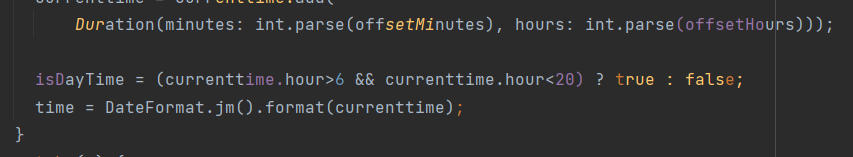 currenttime = currenttime.add(
Duration(minutes: int.parse(offsetMinutes), hours: int.parse(offsetHours)));
isDayTime = (currenttime.hour>6 && currenttime.hour<20) ? true : false;
time = DateFormat.jm().format(currenttime);
}